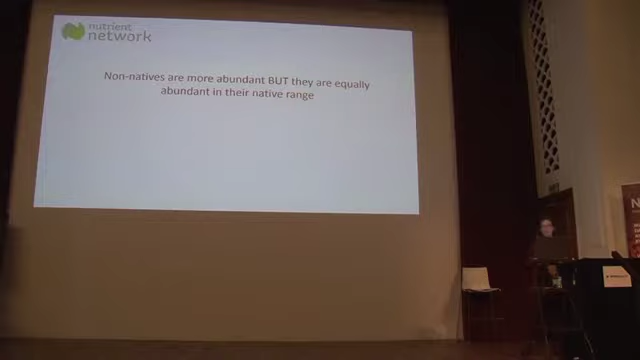 nutrient
network
Non-natives are more abundant BUT they are equally
abundant in their native range
N